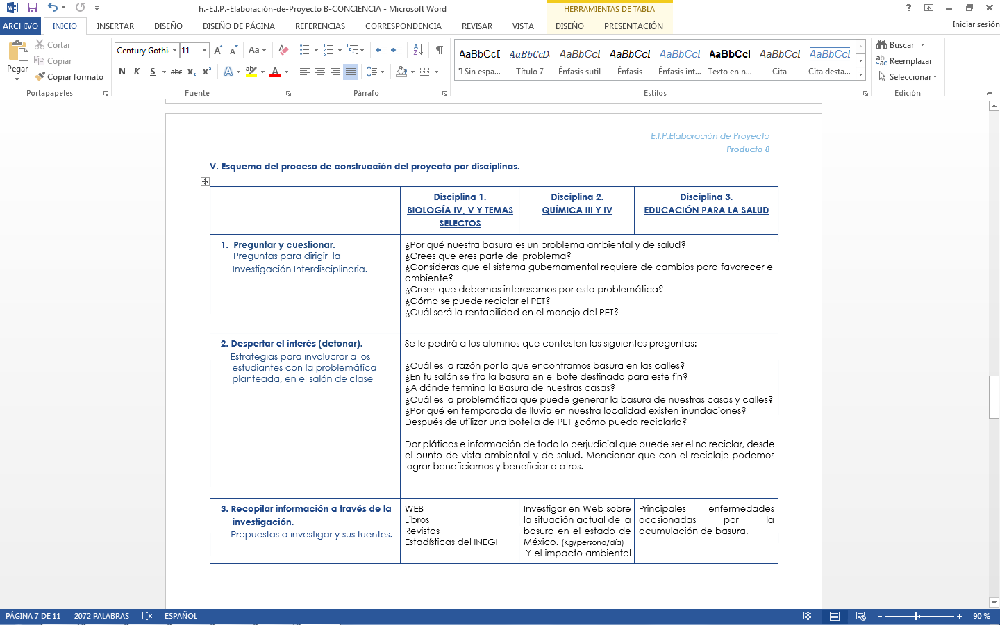 h.-E.I.P.-Elaboración-de-Proyecto B-CONCIENCIA - Microsoft Word
HERRAMIENTAS DE TABLA
ARCHIVO INICIO INSERTAR DISEÑO DISEÑO DE PÁGINA REFERENCIAS CORRESPONDENCIA REVISAR VISTA DISEÑO PRESENTACIÓN Iniciar sesión
Pegar
Cortar
Copiar
Copiar formato
Portapapeles
Century Gothi 11
N K S abc x₂ x²
Fuente
Párrafo
AaBbCcD AaBbCcD AaBbCcL AaBbCcL AaBbCcL AaBbCcI AaBbCcL AaBbCcL
¶ Sin espa... Título 7 Énfasis sutil Énfasis Énfasis int... Texto en n... Cita Cita desta...
Estilos
Buscar
Reemplazar
Seleccionar
Edición
E.I.P.Elaboración de Proyecto
Producto 8
V. Esquema del proceso de construcción del proyecto por disciplinas.
Disciplina 1.
BIOLOGÍA IV, V Y TEMAS
SELECTOS
Disciplina 2.
QUÍMICA III Y IV
Disciplina 3.
EDUCACIÓN PARA LA SALUD
1. Preguntar y cuestionar.
Preguntas para dirigir la
Investigación Interdisciplinaria.
¿Por qué nuestra basura es un problema ambiental y de salud?
¿Crees que eres parte del problema?
¿Consideras que el sistema gubernamental requiere de cambios para favorecer el
ambiente?
¿Crees que debemos interesarnos por esta problemática?
¿Cómo se puede reciclar el PET?
¿Cuál será la rentabilidad en el manejo del PET?
2. Despertar el interés (detonar).
Estrategias para involucrar a los
estudiantes con la problemática
planteada, en el salón de clase
Se le pedirá a los alumnos que contesten las siguientes preguntas:
¿Cuál es la razón por la que encontramos basura en las calles?
¿En tu salón se tira la basura en el bote destinado para este fin?
¿A dónde termina la Basura de nuestras casas?
¿Cuál es la problemática que puede generar la basura de nuestras casas y calles?
¿Por qué en temporada de lluvia en nuestra localidad existen inundaciones?
Después de utilizar una botella de PET ¿cómo puedo reciclarla?
Dar pláticas e información de todo lo perjudicial que puede ser el no reciclar, desde
el punto de vista ambiental y de salud. Mencionar que con el reciclaje podemos
lograr beneficiarnos y beneficiar a otros.
3. Recopilar información a través de la
investigación.
Propuestas a investigar y sus fuentes.
WEB
Libros
Revistas
Estadísticas del INEGI
Investigar en Web sobre
la situación actual de la
basura en el estado de
México. (Kg/persona/día)
Y el impacto ambiental
Principales enfermedades
ocasionadas por la
acumulación de basura.
PÁGINA 7 DE 11 2072 PALABRAS ESPAÑOL 90 %